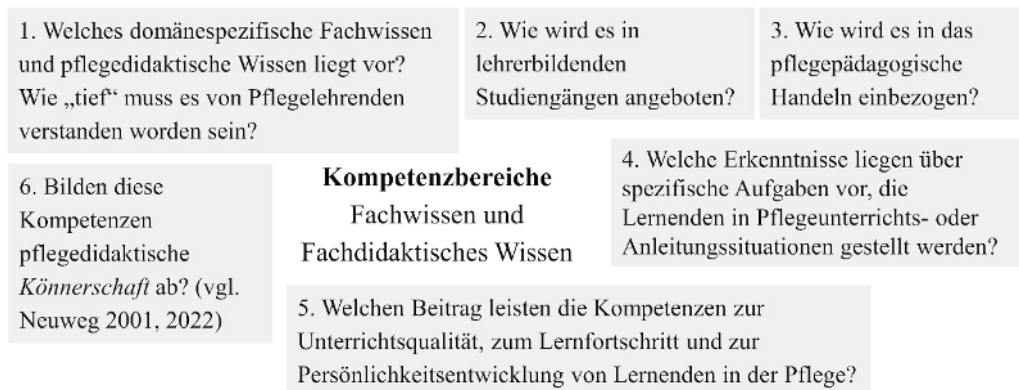 1. Welches domänespezifische Fachwissen
und pflegedidaktische Wissen liegt vor?
Wie „tief“ muss es von Pflegelehrenden
verstanden worden sein?
2. Wie wird es in
lehrerbildenden
Studiengängen angeboten?
3. Wie wird es in das
pflegepädagogische
Handeln einbezogen?
Kompetenzbereiche
Fachwissen und
Fachdidaktisches Wissen
4. Welche Erkenntnisse liegen über
spezifische Aufgaben vor, die
Lernenden in Pflegeunterrichts- oder
Anleitungssituationen gestellt werden?
5. Welchen Beitrag leisten die Kompetenzen zur
Unterrichtsqualität, zum Lernfortschritt und zur
Persönlichkeitsentwicklung von Lernenden in der Pflege?
6. Bilden diese
Kompetenzen
pflegedidaktische
Könnerschaft ab? (vgl.
Neuweg 2001, 2022)